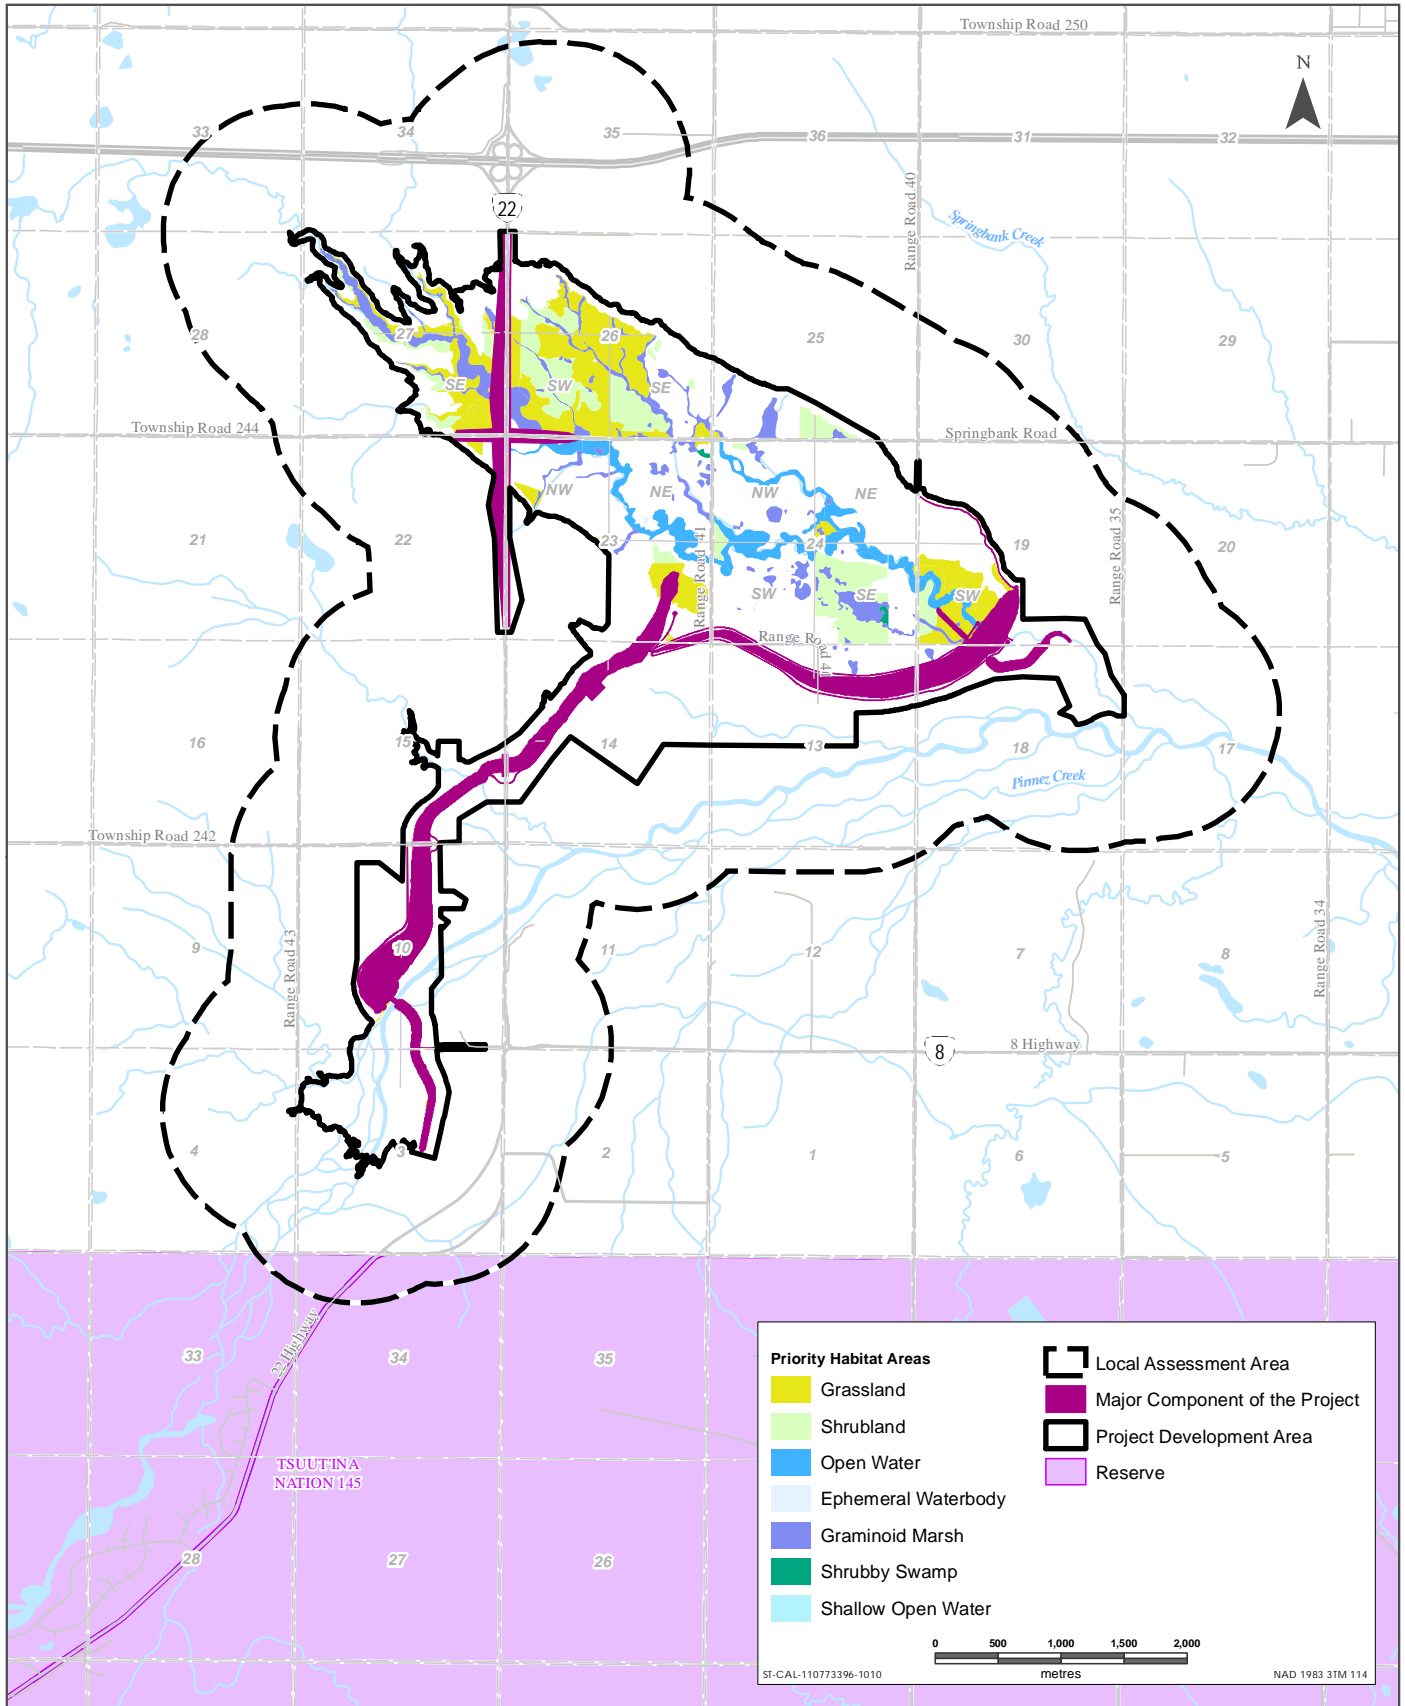 Township Road 250
N
33
34
35
36
31
32
22
Range Road 40
Springbank Creek
28
27
26
25
30
29
SE
SW
SE
Township Road 244
Springbank Road
NW
NE
NW
NE
21
22
23
Range Road 41
24
19
20
Range Road 35
SW
SE
SW
Range Road 41
16
15
14
13
18
17
Pirmez Creek
Township Road 242
9
10
11
12
7
8
Range Road 43
Range Road 34
8
8 Highway
4
3
2
1
6
5
22 Highway
33
34
35
TSUUT'INA
NATION 145
28
27
26
Priority Habitat Areas
Grassland
Shrubland
Open Water
Ephemeral Waterbody
Graminoid Marsh
Shrubby Swamp
Shallow Open Water
Local Assessment Area
Major Component of the Project
Project Development Area
Reserve
0 500 1,000 1,500 2,000
metres
ST-CAL-110773396-1010
NAD 1983 3TM 114